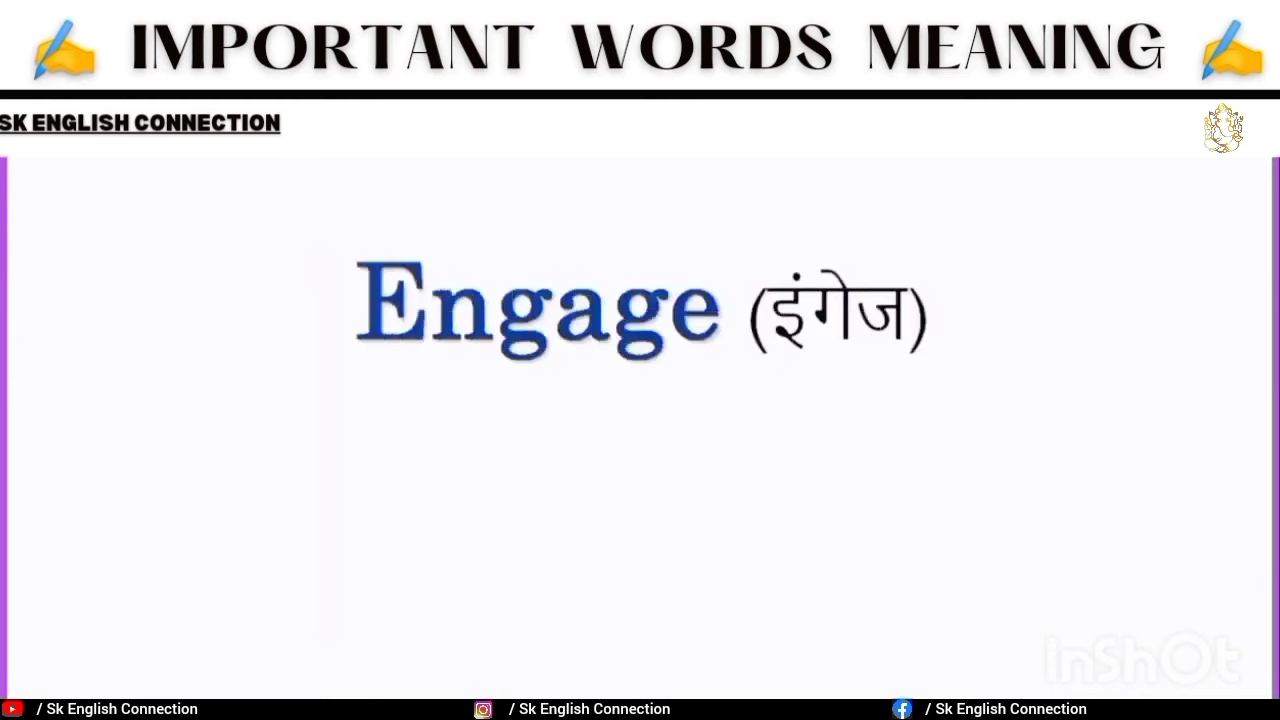 IMPORTANT WORDS MEANING
SK ENGLISH CONNECTION
Engage (इंगेज)
InShOt
/ Sk English Connection
/ Sk English Connection
/ Sk English Connection